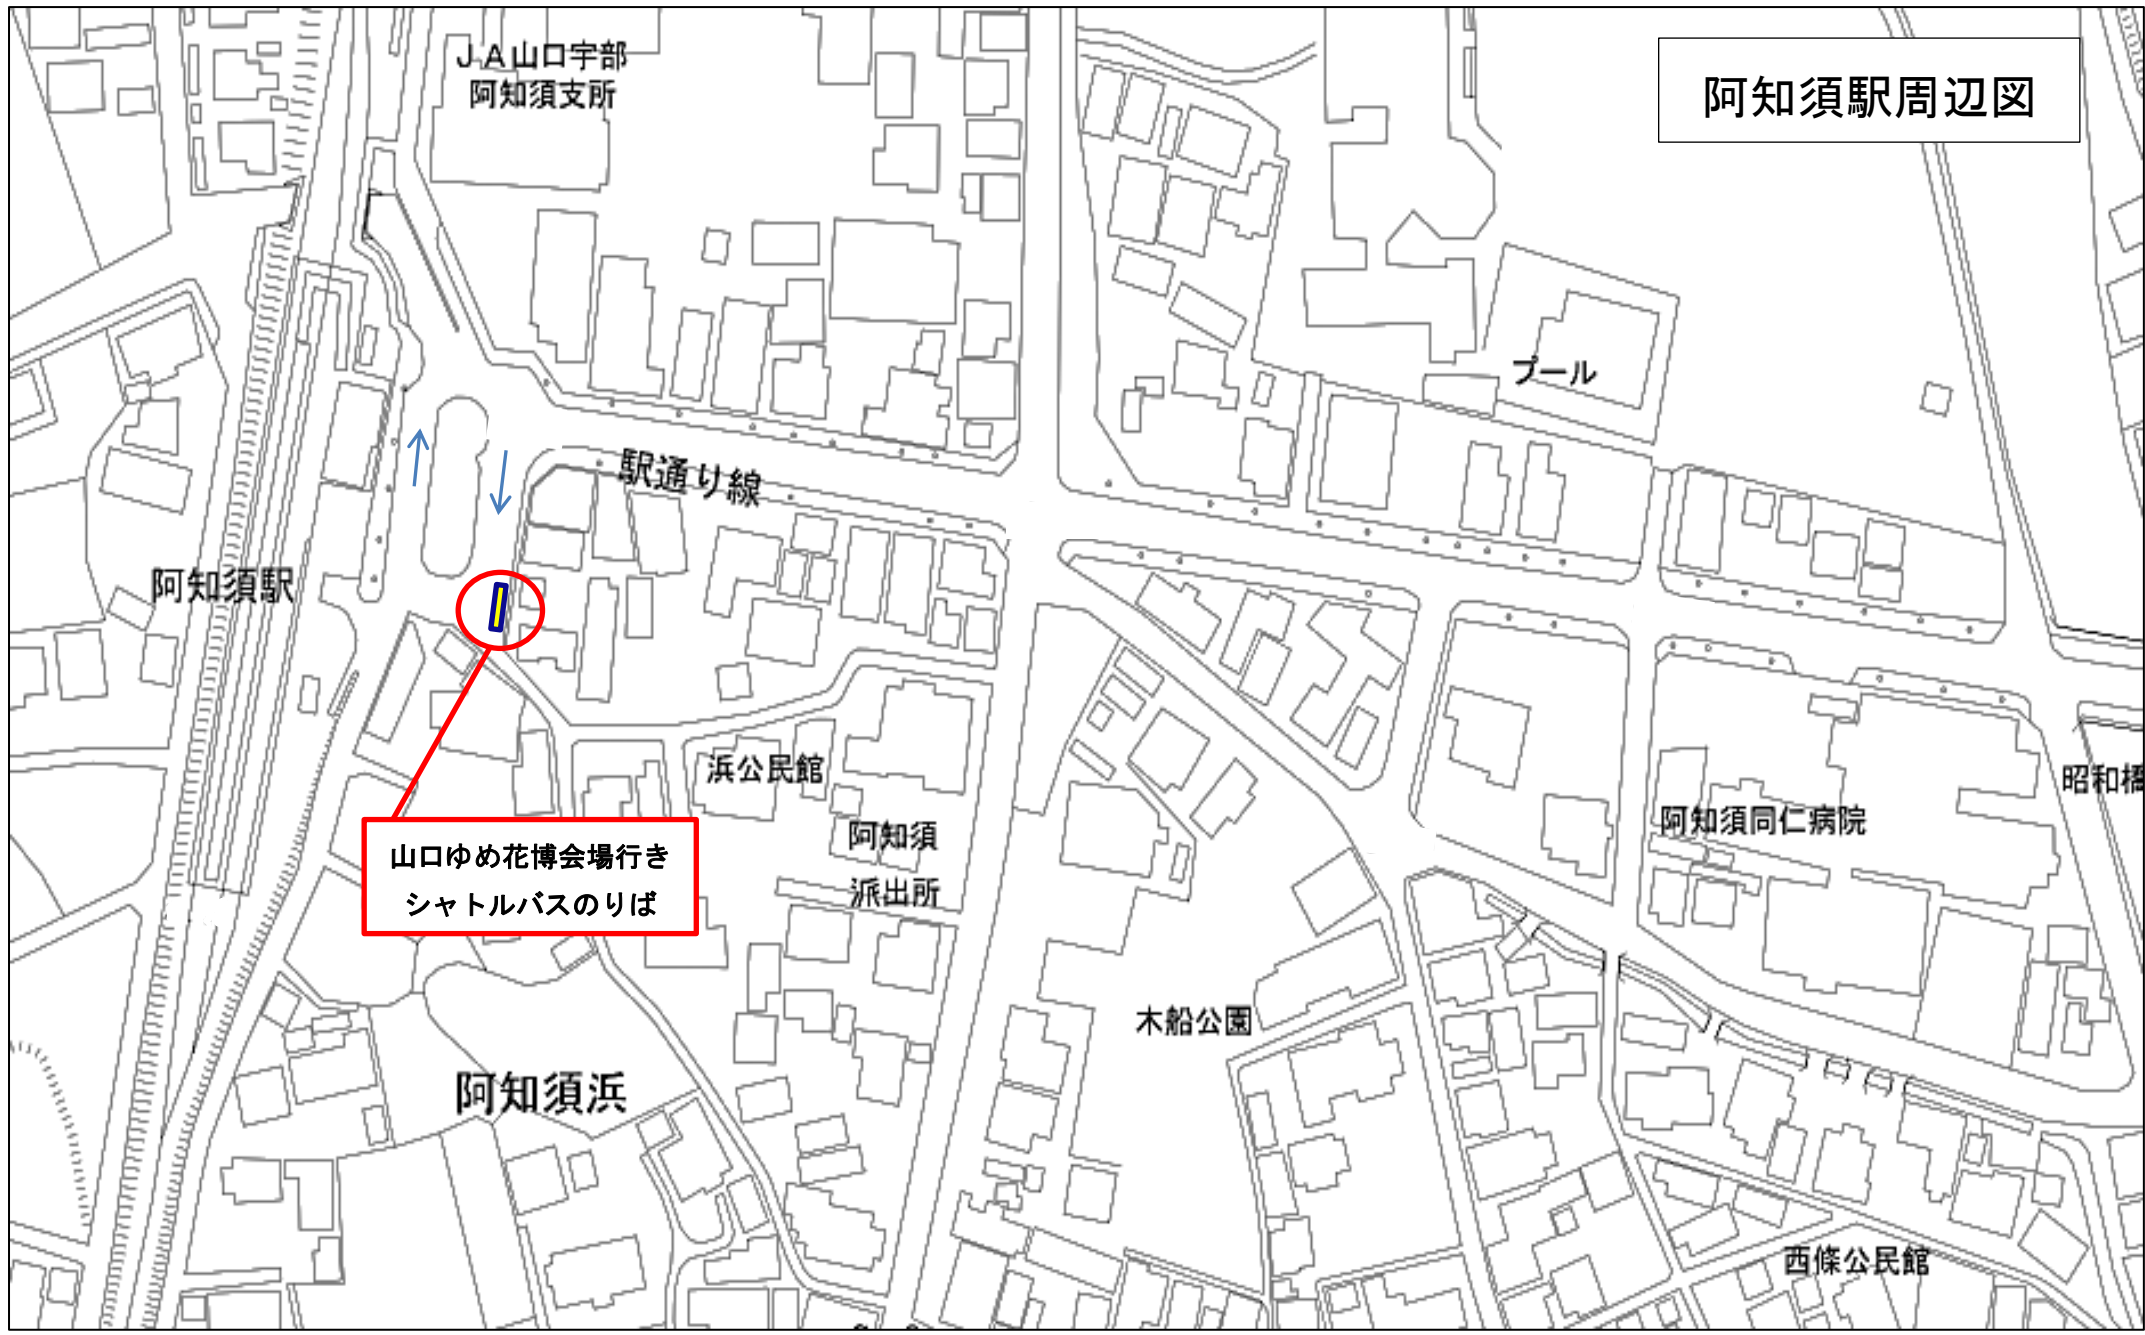 JA山口宇部
阿知須支所
阿知須駅周辺図
プール
駅通り線
阿知須駅
浜公民館
昭和橋
阿知須同仁病院
阿知須
派出所
山口ゆめ花博会場行き
シャトルバスのりば
木船公園
阿知須浜
西條公民館